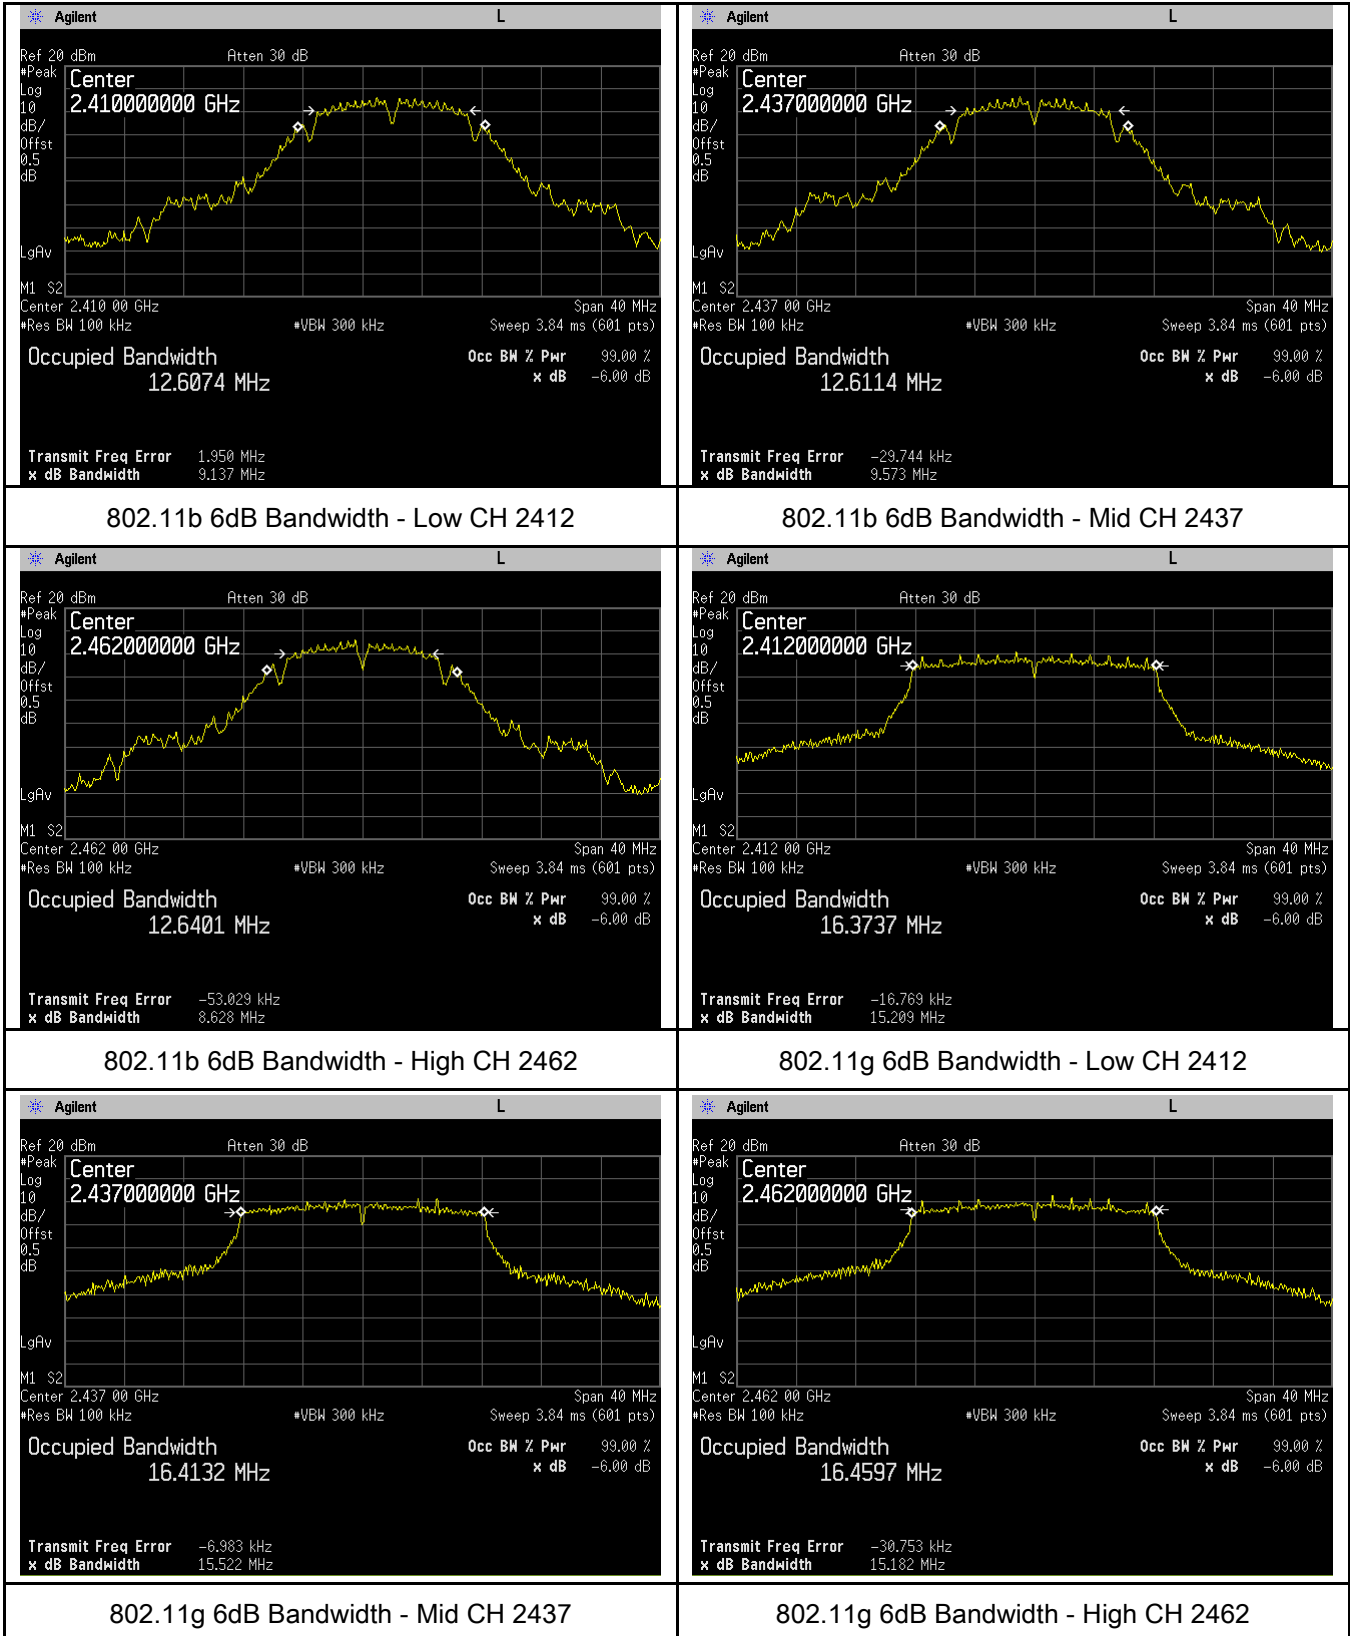 Agilent L
Ref 20 dBm Atten 30 dB
#Peak
Log
10
dB/
Offst
0.5
dB
Center
2.410000000 GHz
LgAv
M1 S2
Center 2.410 00 GHz Span 40 MHz
#Res BW 100 kHz #VBW 300 kHz Sweep 3.84 ms (601 pts)
Occupied Bandwidth Occ BW % Pwr 99.00 %
12.6074 MHz x dB -6.00 dB
Transmit Freq Error 1.950 MHz
x dB Bandwidth 9.137 MHz
802.11b 6dB Bandwidth - Low CH 2412
Agilent L
Ref 20 dBm Atten 30 dB
#Peak
Log
10
dB/
Offst
0.5
dB
Center
2.437000000 GHz
LgAv
M1 S2
Center 2.437 00 GHz Span 40 MHz
#Res BW 100 kHz #VBW 300 kHz Sweep 3.84 ms (601 pts)
Occupied Bandwidth Occ BW % Pwr 99.00 %
12.6114 MHz x dB -6.00 dB
Transmit Freq Error -29.744 kHz
x dB Bandwidth 9.573 MHz
802.11b 6dB Bandwidth - Mid CH 2437
Agilent L
Ref 20 dBm Atten 30 dB
#Peak
Log
10
dB/
Offst
0.5
dB
Center
2.462000000 GHz
LgAv
M1 S2
Center 2.462 00 GHz Span 40 MHz
#Res BW 100 kHz #VBW 300 kHz Sweep 3.84 ms (601 pts)
Occupied Bandwidth Occ BW % Pwr 99.00 %
12.6401 MHz x dB -6.00 dB
Transmit Freq Error -53.029 kHz
x dB Bandwidth 8.628 MHz
802.11b 6dB Bandwidth - High CH 2462
Agilent L
Ref 20 dBm Atten 30 dB
#Peak
Log
10
dB/
Offst
0.5
dB
Center
2.412000000 GHz
LgAv
M1 S2
Center 2.412 00 GHz Span 40 MHz
#Res BW 100 kHz #VBW 300 kHz Sweep 3.84 ms (601 pts)
Occupied Bandwidth Occ BW % Pwr 99.00 %
16.3737 MHz x dB -6.00 dB
Transmit Freq Error -16.769 kHz
x dB Bandwidth 15.209 MHz
802.11g 6dB Bandwidth - Low CH 2412
Agilent L
Ref 20 dBm Atten 30 dB
#Peak
Log
10
dB/
Offst
0.5
dB
Center
2.437000000 GHz
LgAv
M1 S2
Center 2.437 00 GHz Span 40 MHz
#Res BW 100 kHz #VBW 300 kHz Sweep 3.84 ms (601 pts)
Occupied Bandwidth Occ BW % Pwr 99.00 %
16.4132 MHz x dB -6.00 dB
Transmit Freq Error -6.983 kHz
x dB Bandwidth 15.522 MHz
802.11g 6dB Bandwidth - Mid CH 2437
Agilent L
Ref 20 dBm Atten 30 dB
#Peak
Log
10
dB/
Offst
0.5
dB
Center
2.462000000 GHz
LgAv
M1 S2
Center 2.462 00 GHz Span 40 MHz
#Res BW 100 kHz #VBW 300 kHz Sweep 3.84 ms (601 pts)
Occupied Bandwidth Occ BW % Pwr 99.00 %
16.4597 MHz x dB -6.00 dB
Transmit Freq Error -30.753 kHz
x dB Bandwidth 15.182 MHz
802.11g 6dB Bandwidth - High CH 2462